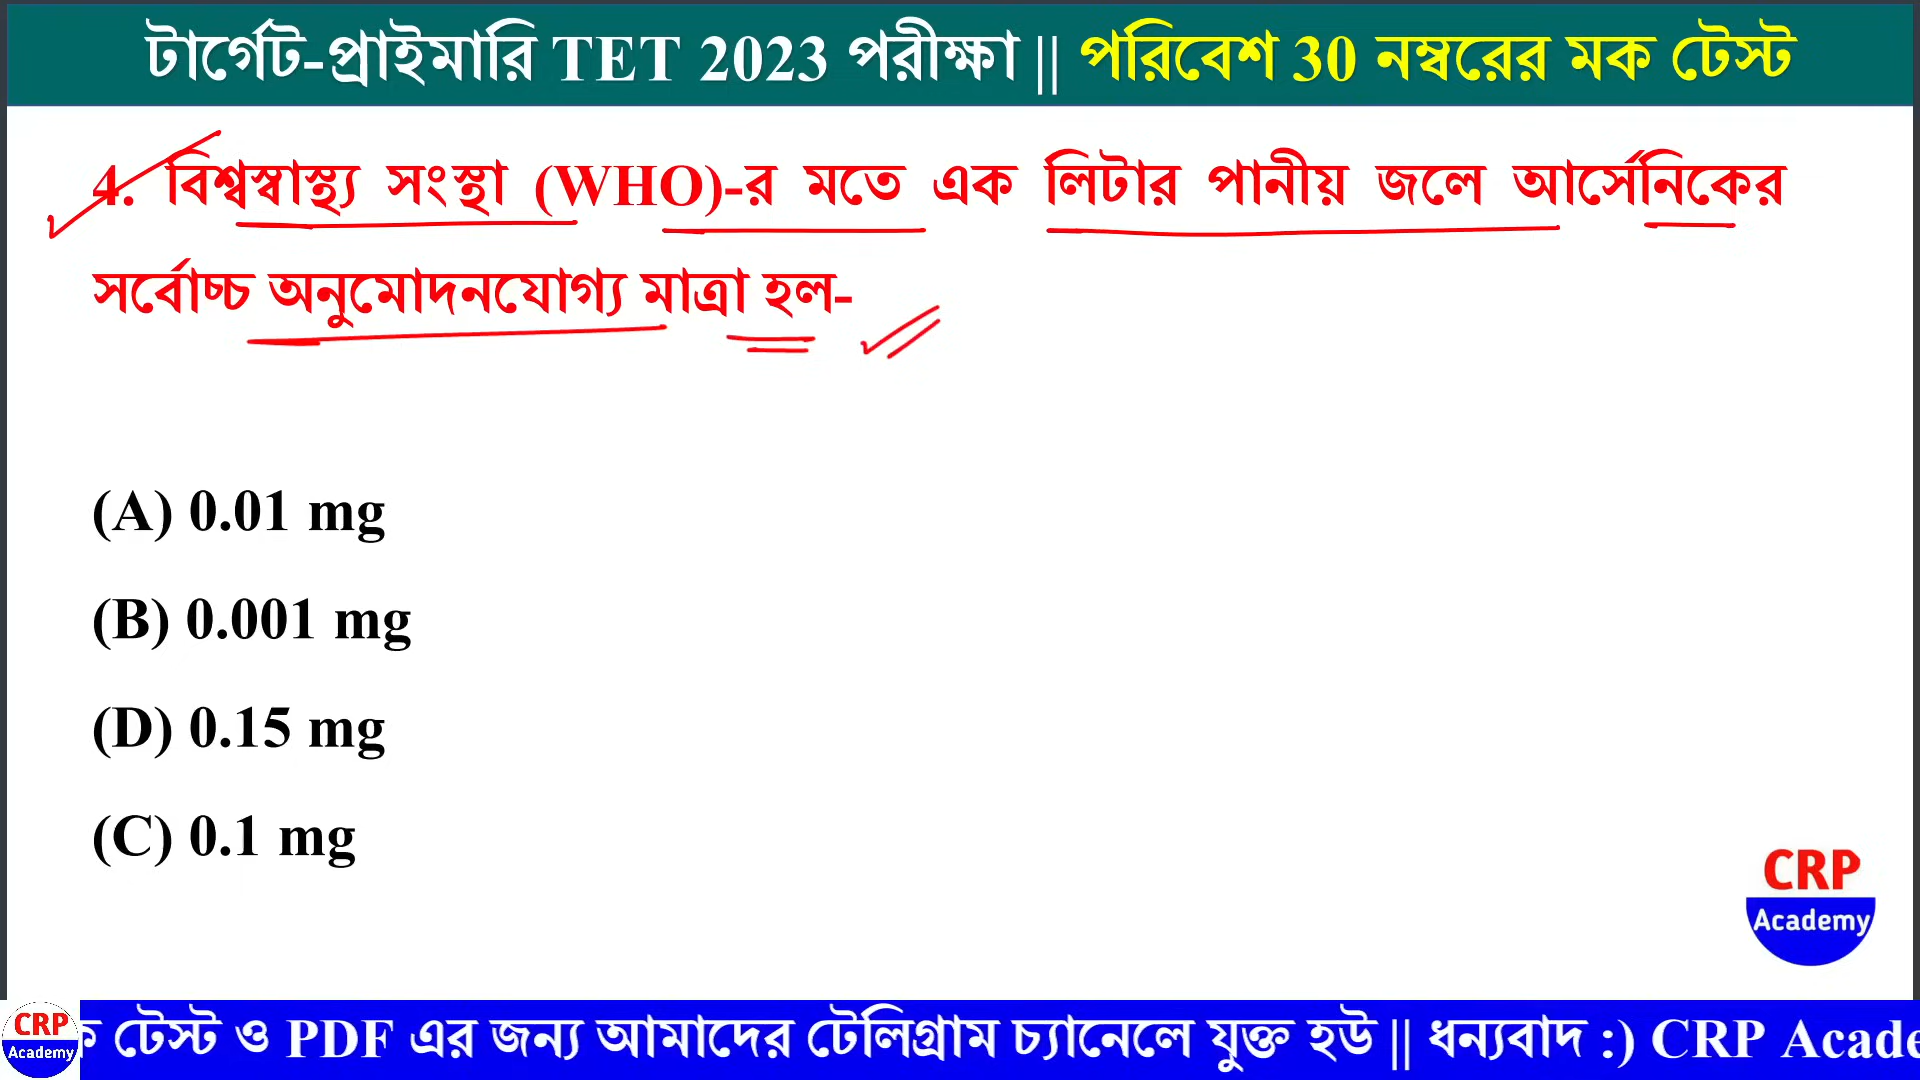 টার্গেট-প্রাইমারি TET 2023 পরীক্ষা || পরিবেশ 30 নম্বরের মক টেস্ট
4. বিশ্বস্বাস্থ্য সংস্থা (WHO)-র মতে এক লিটার পানীয় জলে আর্সেনিকের
সর্বোচ্চ অনুমোদনযোগ্য মাত্রা হল-
(A) 0.01 mg
(B) 0.001 mg
(D) 0.15 mg
(C) 0.1 mg
CRP
Academy
CRP
Academy
ক টেস্ট ও PDF এর জন্য আমাদের টেলিগ্রাম চ্যানেলে যুক্ত হউ || ধন্যবাদ :) CRP Acade